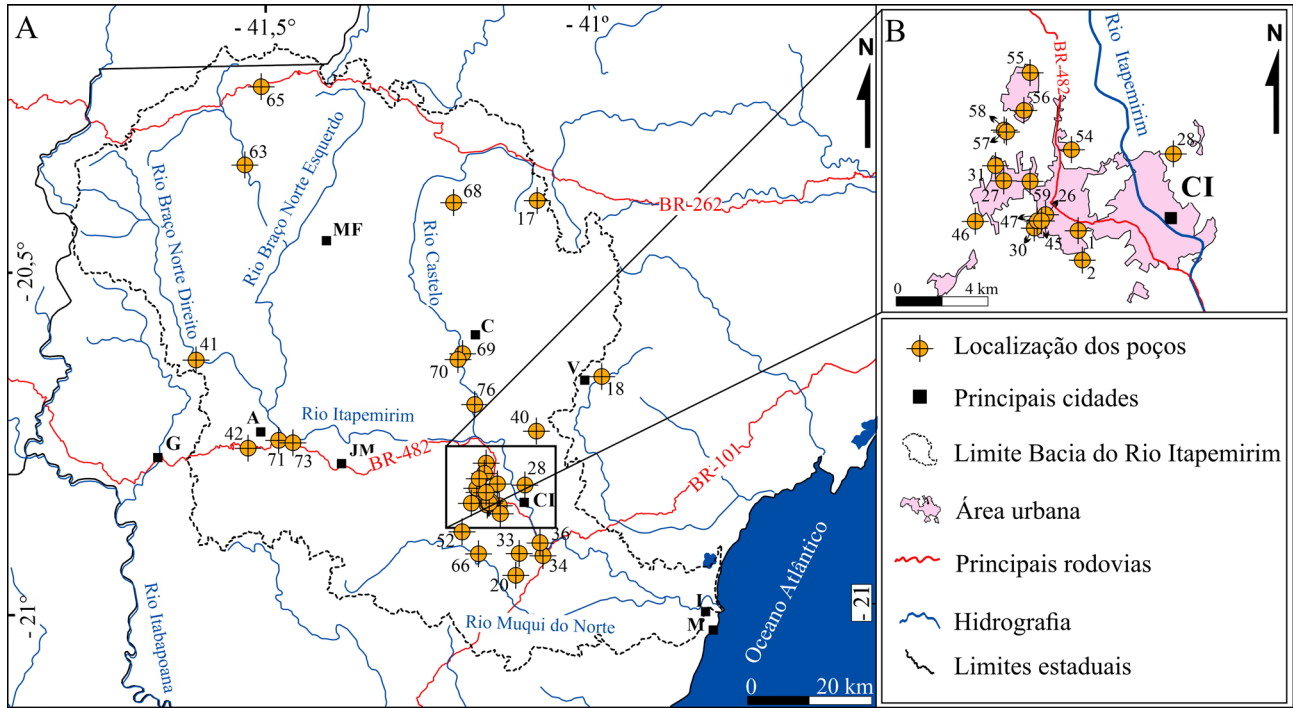 A
- 41,5°
- 41°
N
65
Rio Braço Norte Direito
63
Rio Braço Norte Esquerdo
68
17
BR-262
MF
Rio Castelo
- 20,5°
C
69
70
41
V
18
76
Rio Itapemirim
40
A
42
71
73
JM
G
BR-482
28
CI
BR-101
52
33
36
66
34
20
Rio Itabapoana
- 21°
Rio Muqui do Norte
I
M
Oceano Atlântico
- 21
0 20 km
B
Rio Itapemirim
BR-482
N
55
56
58
57
54
28
31
27
59
26
CI
46
47
30
45
1
2
0 4 km
Localização dos poços
Principais cidades
Limite Bacia do Rio Itapemirim
Área urbana
Principais rodovias
Hidrografia
Limites estaduais